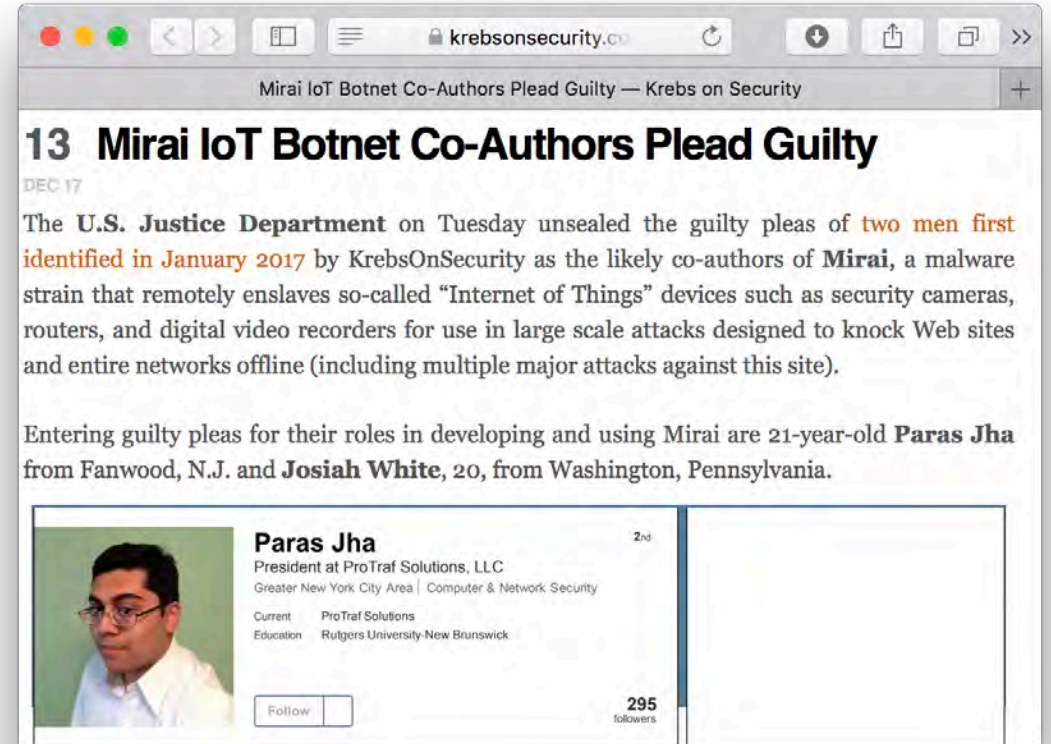 krebsonsecurity.co
Mirai IoT Botnet Co-Authors Plead Guilty — Krebs on Security
13 Mirai IoT Botnet Co-Authors Plead Guilty
DEC 17
The U.S. Justice Department on Tuesday unsealed the guilty pleas of two men first
identified in January 2017 by KrebsOnSecurity as the likely co-authors of Mirai, a malware
strain that remotely enslaves so-called “Internet of Things” devices such as security cameras,
routers, and digital video recorders for use in large scale attacks designed to knock Web sites
and entire networks offline (including multiple major attacks against this site).
Entering guilty pleas for their roles in developing and using Mirai are 21-year-old Paras Jha
from Fanwood, N.J. and Josiah White, 20, from Washington, Pennsylvania.
Paras Jha 2nd
President at ProTraf Solutions, LLC
Greater New York City Area | Computer & Network Security
Current ProTraf Solutions
Education Rutgers University-New Brunswick
Follow 295
followers